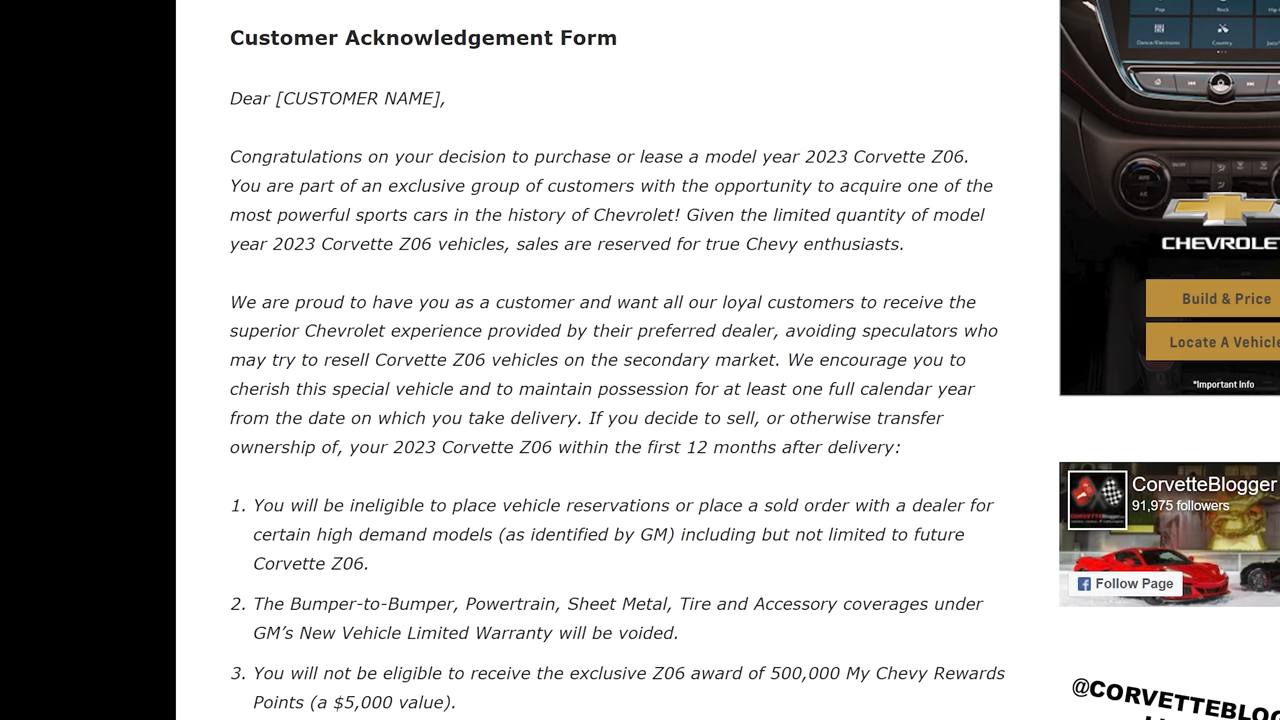 Customer Acknowledgement Form
Dear [CUSTOMER NAME],
Congratulations on your decision to purchase or lease a model year 2023 Corvette Z06.
You are part of an exclusive group of customers with the opportunity to acquire one of the
most powerful sports cars in the history of Chevrolet! Given the limited quantity of model
year 2023 Corvette Z06 vehicles, sales are reserved for true Chevy enthusiasts.
We are proud to have you as a customer and want all our loyal customers to receive the
superior Chevrolet experience provided by their preferred dealer, avoiding speculators who
may try to resell Corvette Z06 vehicles on the secondary market. We encourage you to
cherish this special vehicle and to maintain possession for at least one full calendar year
from the date on which you take delivery. If you decide to sell, or otherwise transfer
ownership of, your 2023 Corvette Z06 within the first 12 months after delivery:
1. You will be ineligible to place vehicle reservations or place a sold order with a dealer for
certain high demand models (as identified by GM) including but not limited to future
Corvette Z06.
2. The Bumper-to-Bumper, Powertrain, Sheet Metal, Tire and Accessory coverages under
GM’s New Vehicle Limited Warranty will be voided.
3. You will not be eligible to receive the exclusive Z06 award of 500,000 My Chevy Rewards
Points (a $5,000 value).
Pop Rock Hip-H
Dance/Electronic Country Jazz
AUTO
A/C
CHEVROLE
Build & Price
Locate A Vehicle
*Important Info
CorvetteBlogger
91,975 followers
Follow Page
@CORVETTEBLOG